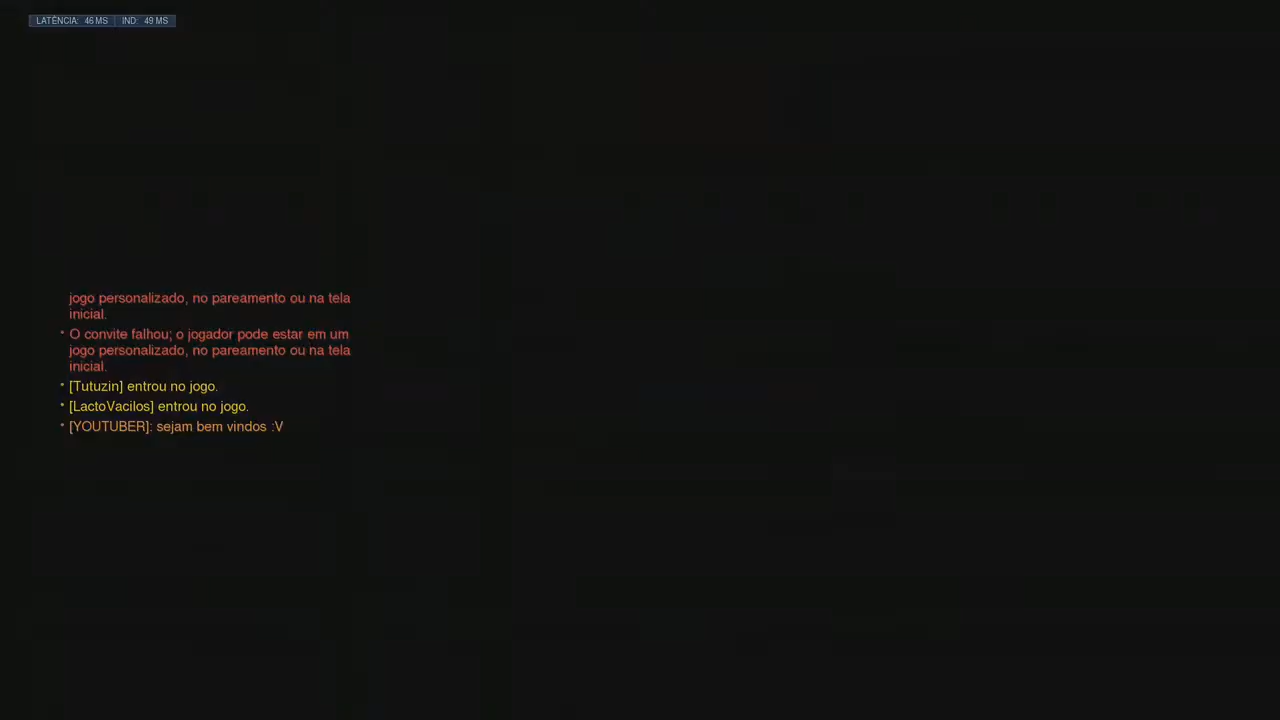 LATÊNCIA: 46 MS IND: 49 MS
jogo personalizado, no pareamento ou na tela
inicial.
* O convite falhou; o jogador pode estar em um
jogo personalizado, no pareamento ou na tela
inicial.
* [Tutuzin] entrou no jogo.
* [LactoVacilos] entrou no jogo.
* [YOUTUBER]: sejam bem vindos :V